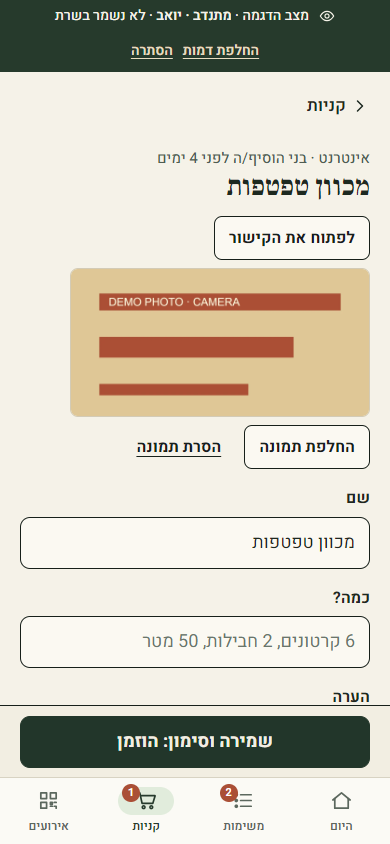 מצב הדגמה · מתנדב · יואב · לא נשמר בשרת
החלפת דמות הסתרה
קניות
אינטרנט · בני הוסיף/ה לפני 4 ימים
מכוון טפטפות
לפתוח את הקישור
DEMO PHOTO · CAMERA
החלפת תמונה הסרת תמונה
שם
מכוון טפטפות
כמה?
6 קרטונים, 2 חבילות, 50 מטר
הערה
שמירה וסימון: הוזמן
2 1
היום משימות קניות אירועים